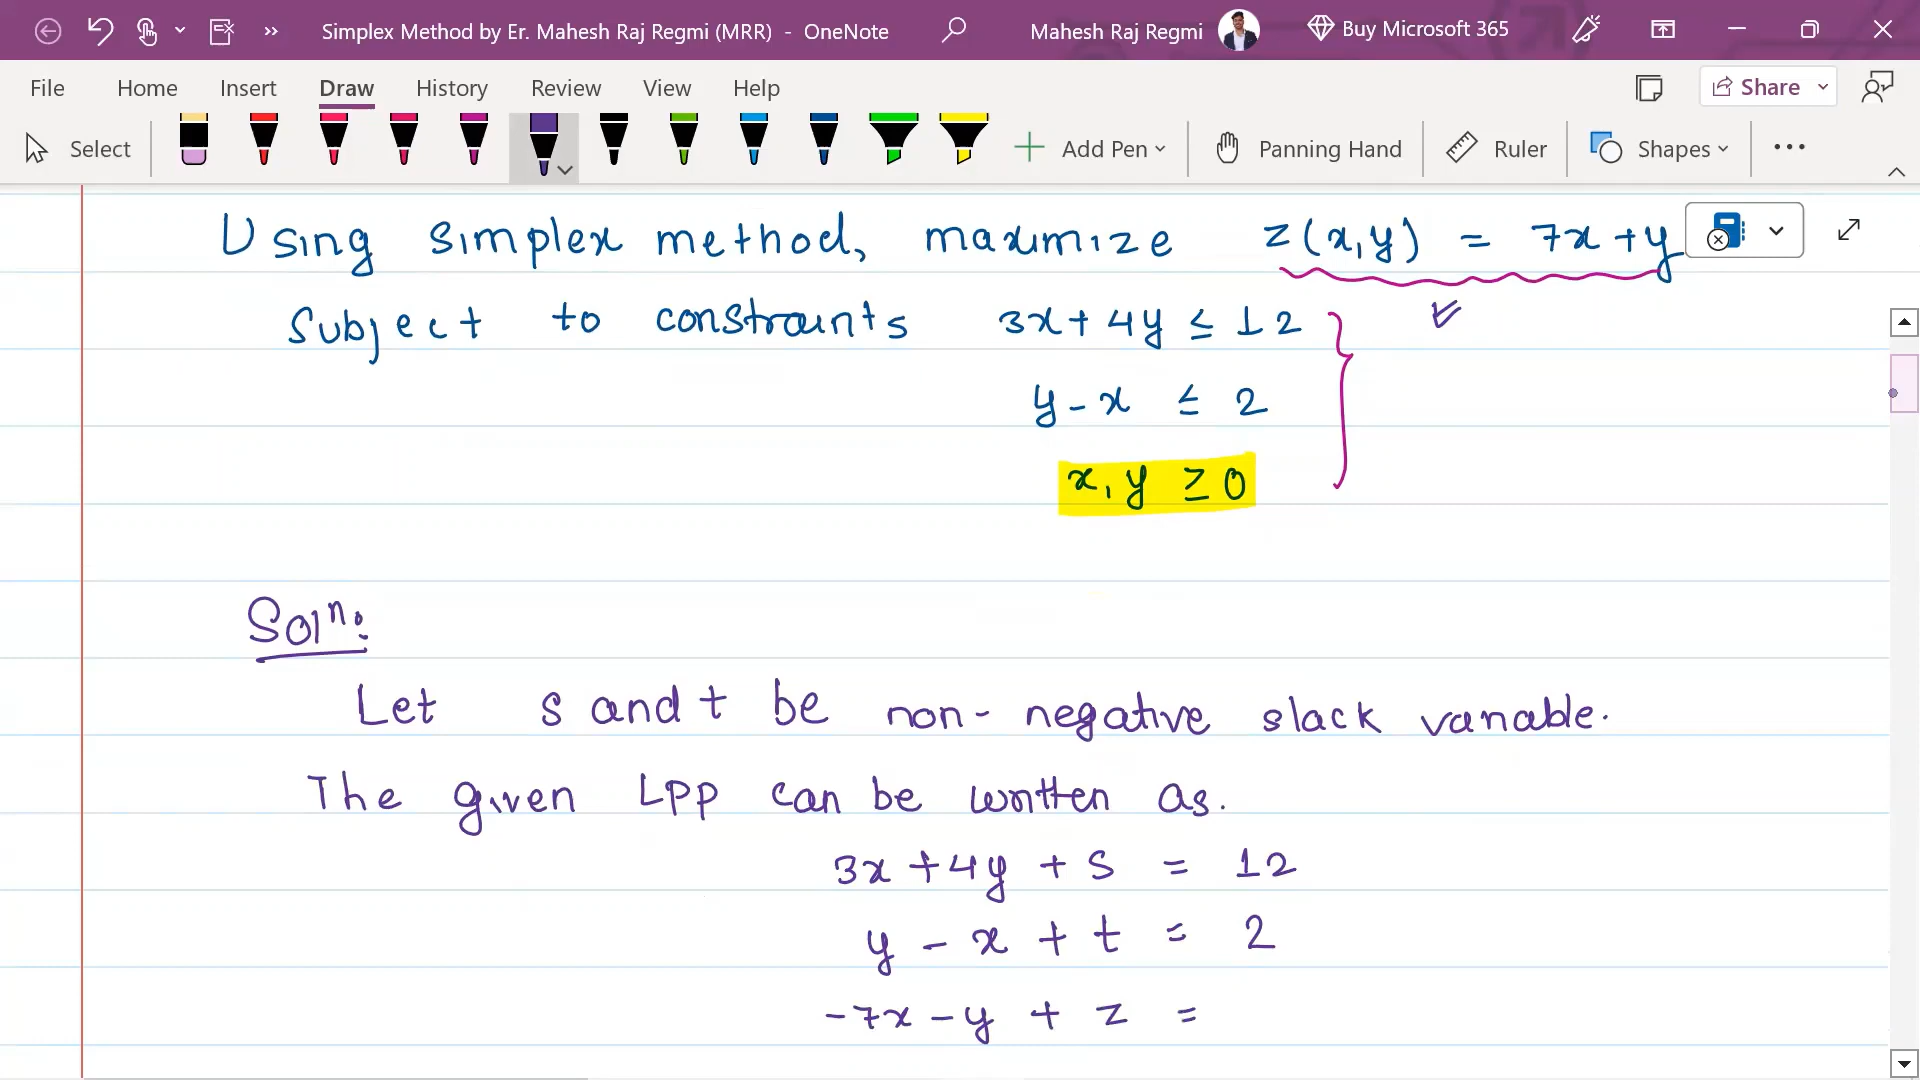 Simplex Method by Er. Mahesh Raj Regmi (MRR) - OneNote
Mahesh Raj Regmi
Buy Microsoft 365
File Home Insert Draw History Review View Help
Share
Select
Add Pen
Panning Hand
Ruler
Shapes
Using simplex method, maximize z(x,y) = 7x+y
Subject to constraints 3x+4y ≤ 12
y-x ≤ 2
x, y ≥ 0
Solⁿ:
Let s and t be non-negative slack variable.
The given LPP can be written as.
3x+4y + s = 12
y - x + t = 2
-7x-y + z =